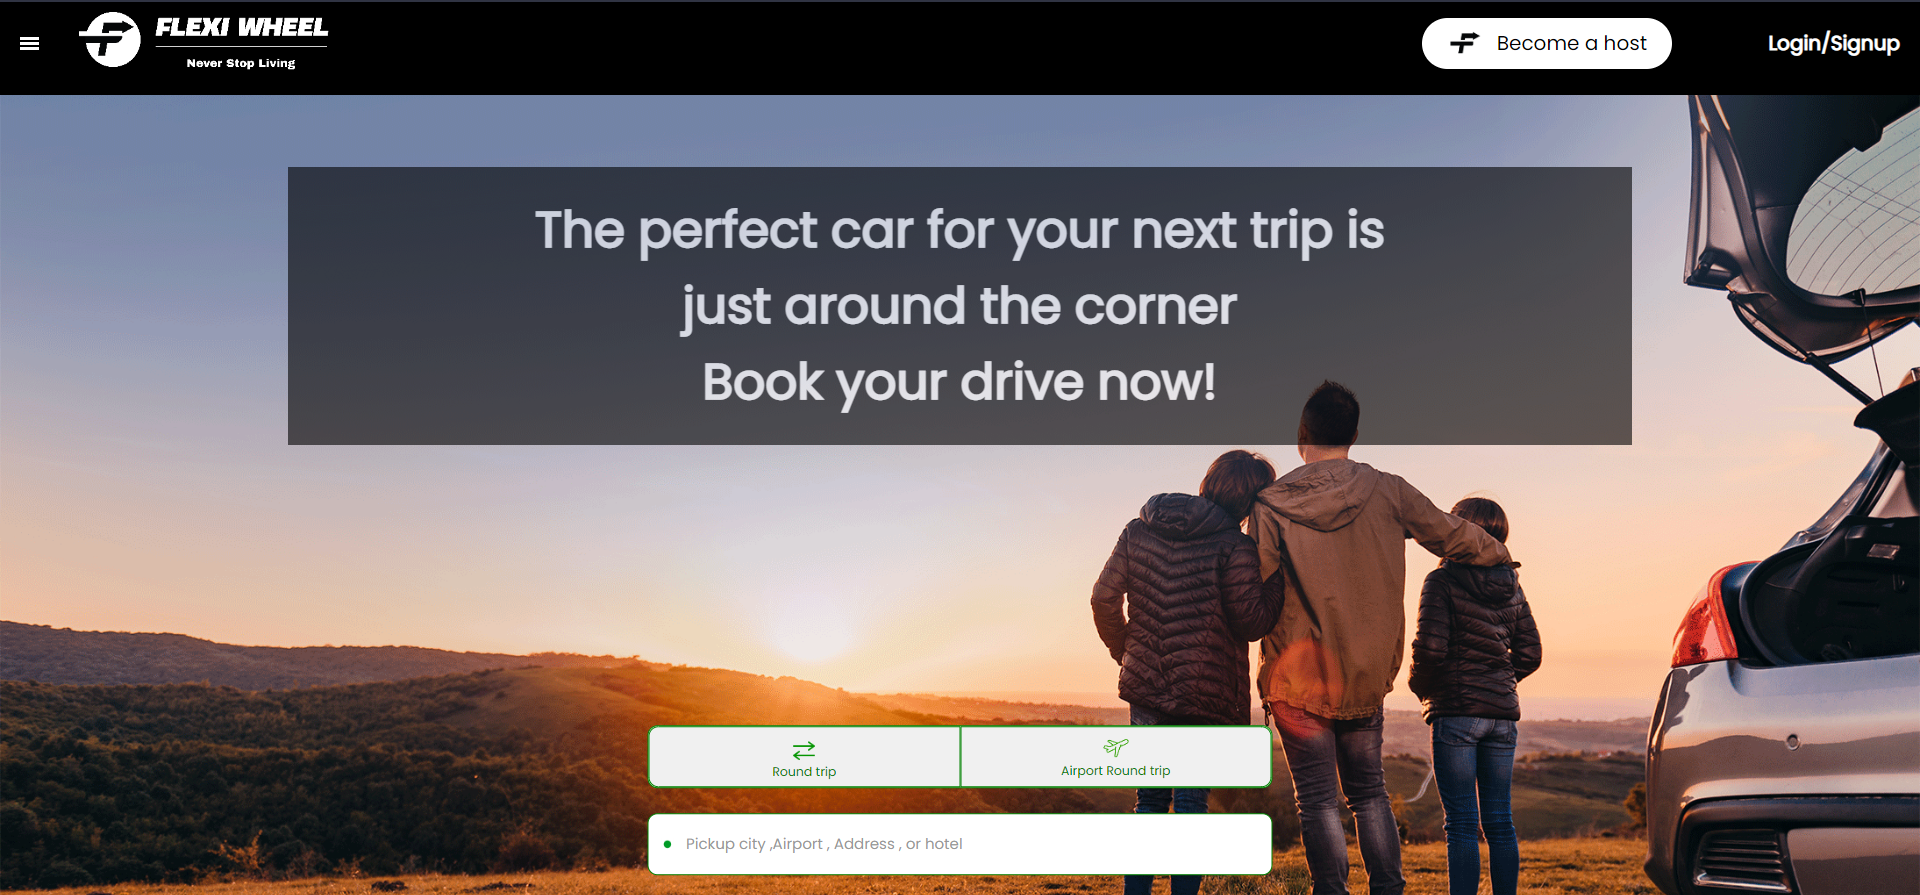 FLEXI WHEEL
Never Stop Living
Become a host
Login/Signup
The perfect car for your next trip is
just around the corner
Book your drive now!
Round trip
Airport Round trip
Pickup city ,Airport , Address , or hotel